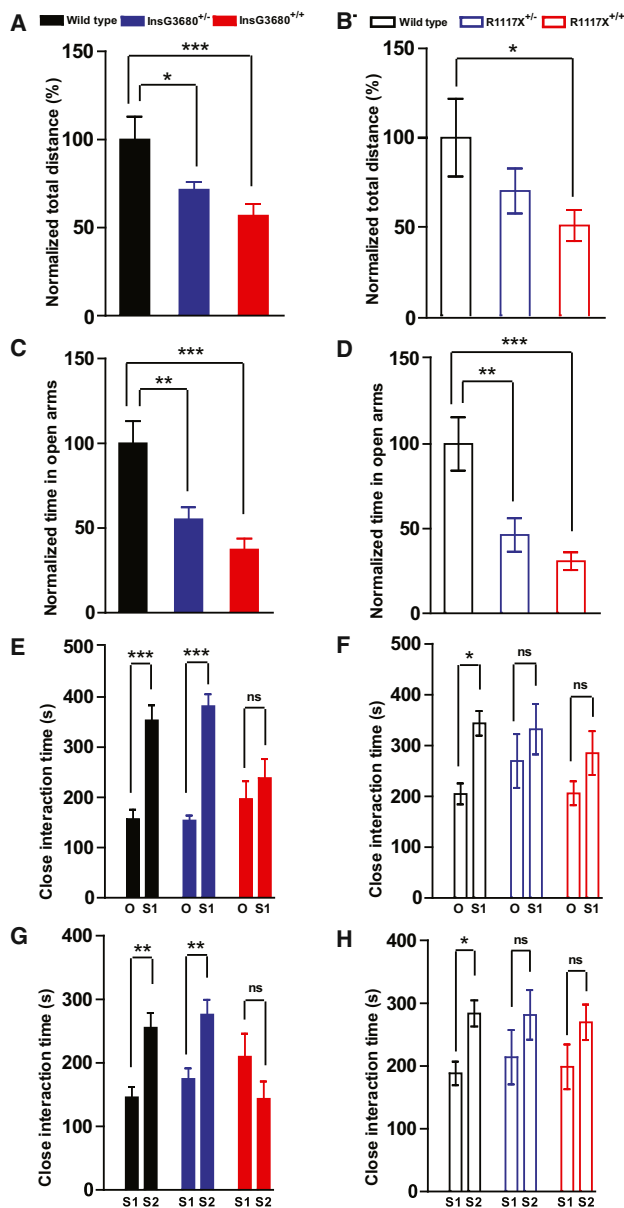 A Wild type InsG3680+/- InsG3680+/+
B Wild type R1117X+/- R1117X+/+
Normalized total distance (%)
150
100
50
0
*
***
Normalized total distance (%)
150
100
50
0
*
C
Normalized time in open arms
150
100
50
0
**
***
D
Normalized time in open arms
150
100
50
0
**
***
E
Close interaction time (s)
500
400
300
200
100
0
*** *** ns
O S1 O S1 O S1
F
Close interaction time (s)
500
400
300
200
100
0
* ns ns
O S1 O S1 O S1
G
Close interaction time (s)
400
300
200
100
0
** ** ns
S1 S2 S1 S2 S1 S2
H
Close interaction time (s)
400
300
200
100
0
* ns ns
S1 S2 S1 S2 S1 S2